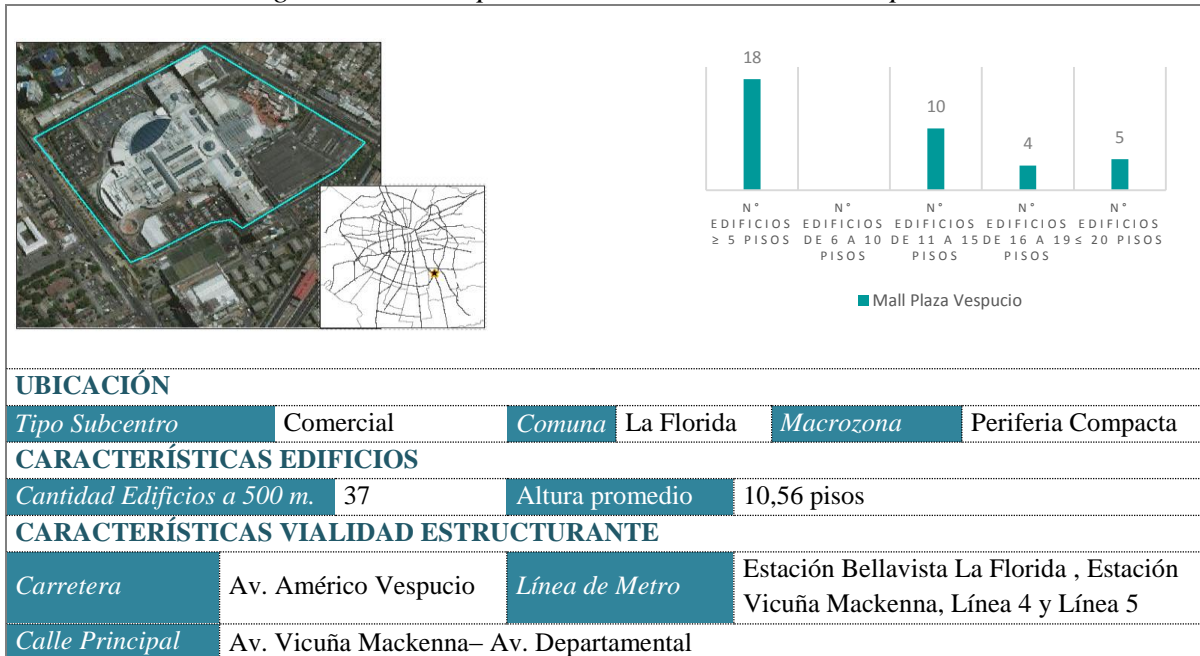 18
10
4
5
N°
EDIFICIOS
≥ 5 PISOS
N°
EDIFICIOS
DE 6 A 10
PISOS
N°
EDIFICIOS
DE 11 A 15
PISOS
N°
EDIFICIOS
DE 16 A 19
PISOS
N°
EDIFICIOS
≤ 20 PISOS
Mall Plaza Vespucio
UBICACIÓN
Tipo Subcentro Comercial Comuna La Florida Macrozona Periferia Compacta
CARACTERÍSTICAS EDIFICIOS
Cantidad Edificios a 500 m. 37 Altura promedio 10,56 pisos
CARACTERÍSTICAS VIALIDAD ESTRUCTURANTE
Carretera Av. Américo Vespucio Línea de Metro Estación Bellavista La Florida , Estación
Vicuña Mackenna, Línea 4 y Línea 5
Calle Principal Av. Vicuña Mackenna– Av. Departamental